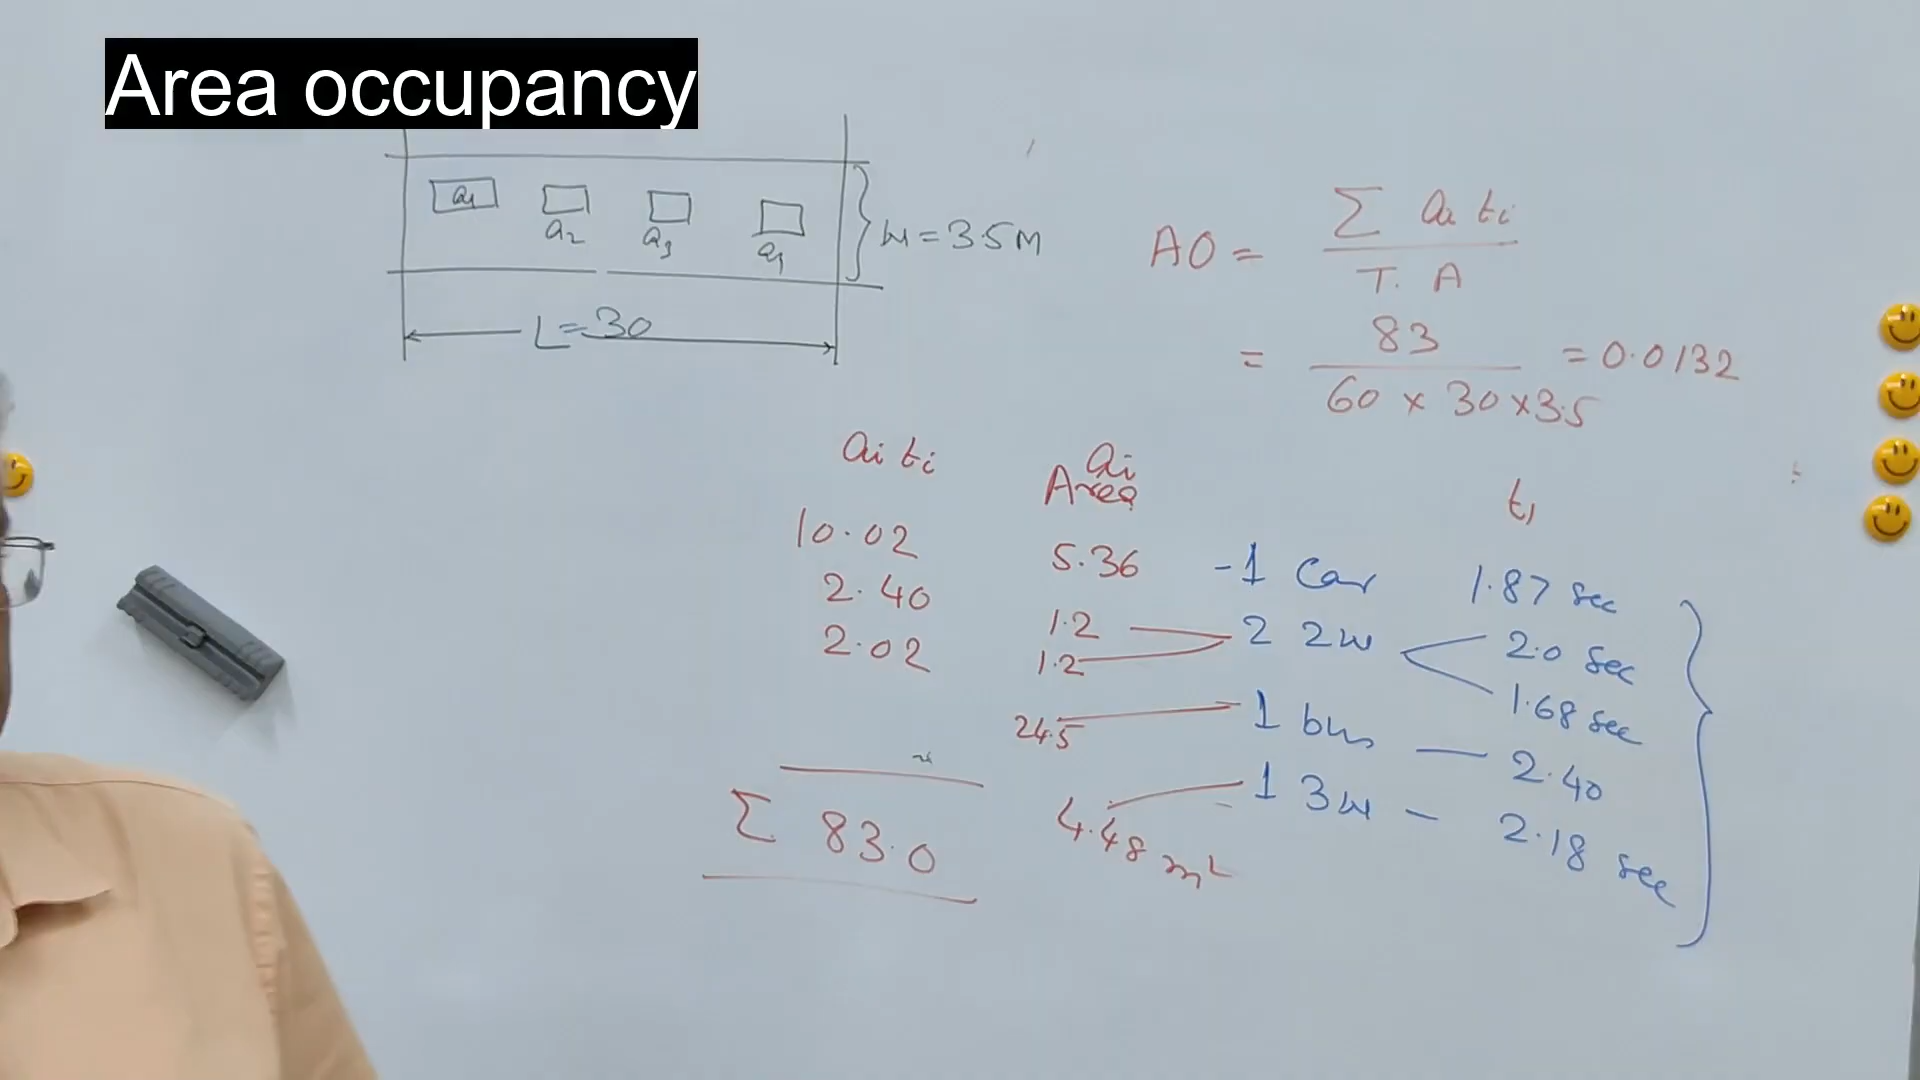 Area occupancy
a1
a2
a3
a1
W = 3.5 M
L = 30
AO = Σ ai ti / T. A
= 83 / 60 x 30 x 3.5 = 0.0132
ai ti
ai
Area
ti
10.02
5.36
- 1 Car
1.87 sec
2.40
1.2
2 2w
2.0 sec
2.02
1.2
1.68 sec
24.5
1 bus
2.40
Σ 83.0
4.48 m²
1 3w
2.18 sec